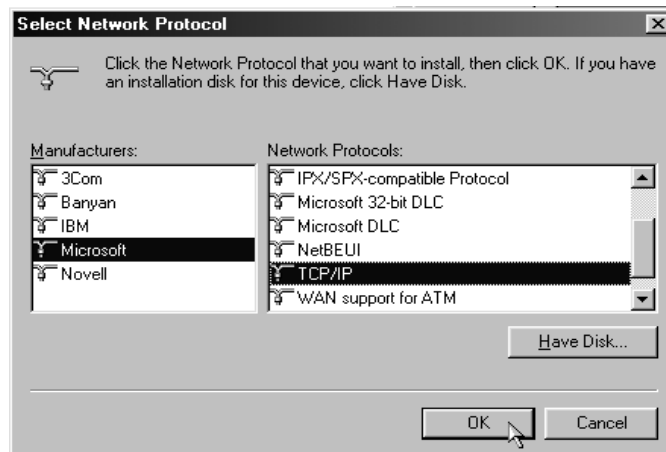 Select Network Protocol
Click the Network Protocol that you want to install, then click OK. If you have
an installation disk for this device, click Have Disk.
Manufacturers:
3Com
Banyan
IBM
Microsoft
Novell
Network Protocols:
IPX/SPX-compatible Protocol
Microsoft 32-bit DLC
Microsoft DLC
NetBEUI
TCP/IP
WAN support for ATM
Have Disk...
OK
Cancel